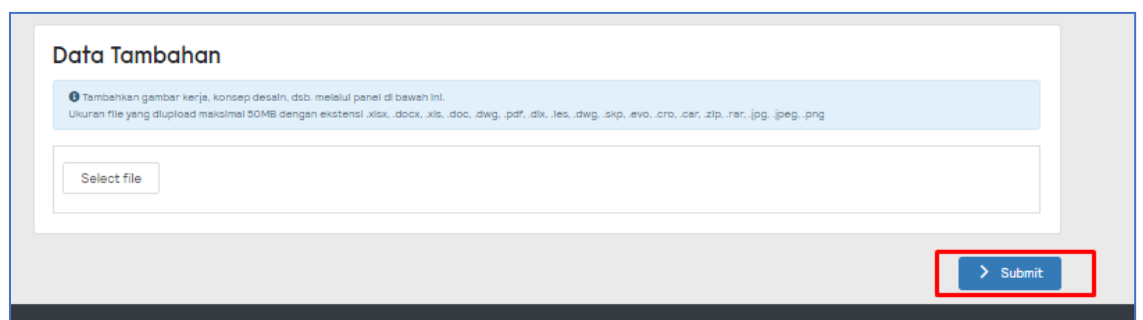 Data Tambahan
Tambahkan gambar kerja, konsep desain, dsb. melalui panel di bawah ini.
Ukuran file yang diupload maksimal 50MB dengan ekstensi .xlsx, .docx, .xls, .doc, .dwg, .pdf, .dlx, .les, .dwg, .skp, .evo, .cro, .car, .zip, .rar, .jpg, .jpeg, .png
Select file
Submit